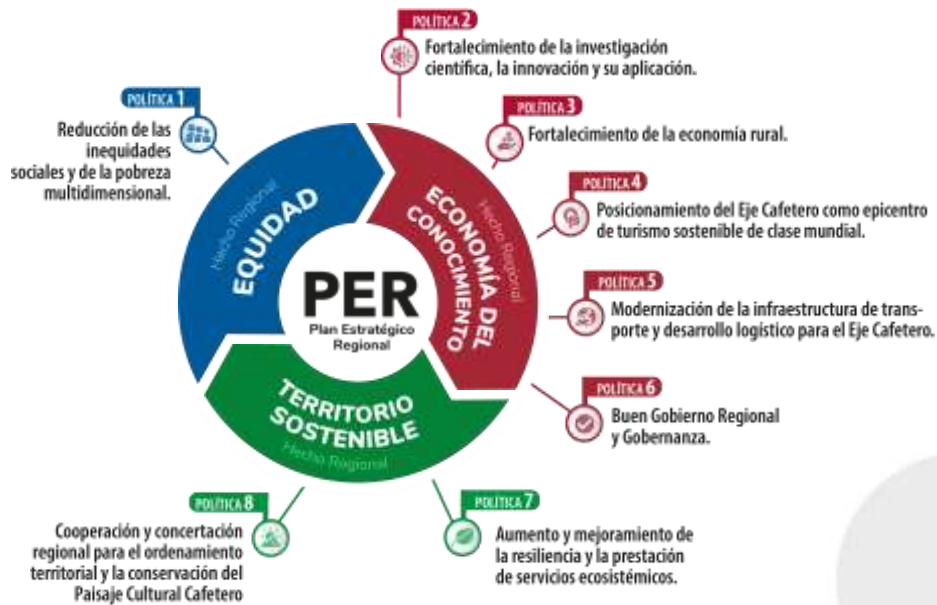 POLÍTICA 1
Reducción de las
inequidades
sociales y de la pobreza
multidimensional.
POLÍTICA 2
Fortalecimiento de la investigación
científica, la innovación y su aplicación.
POLÍTICA 3
Fortalecimiento de la economía rural.
POLÍTICA 4
Posicionamiento del Eje Cafetero como epicentro
de turismo sostenible de clase mundial.
POLÍTICA 5
Modernización de la infraestructura de trans-
porte y desarrollo logístico para el Eje Cafetero.
POLÍTICA 6
Buen Gobierno Regional
y Gobernanza.
POLÍTICA 7
Aumento y mejoramiento de
la resiliencia y la prestación
de servicios ecosistémicos.
POLÍTICA 8
Cooperación y concertación
regional para el ordenamiento
territorial y la conservación del
Paisaje Cultural Cafetero
Hecho Regional
EQUIDAD
Hecho Regional
ECONOMÍA DEL
CONOCIMIENTO
TERRITORIO
SOSTENIBLE
Hecho Regional
PER
Plan Estratégico
Regional